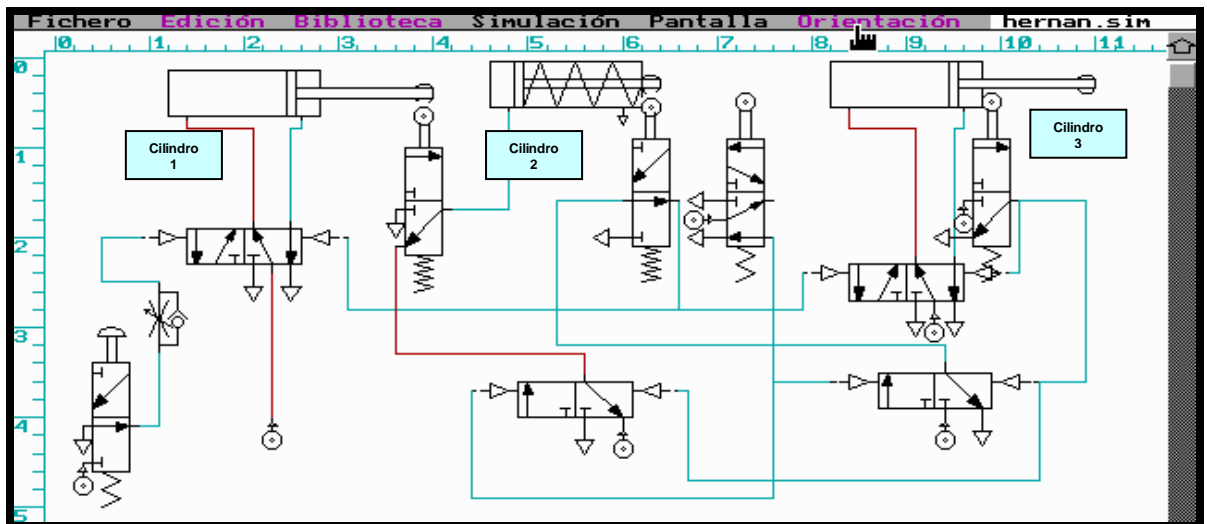 Fichero Edición Biblioteca Simulación Pantalla Orientación hernan.sim
0 1 2 3 4 5 6 7 8 9 10 11
0
Cilindro
1
Cilindro
2
Cilindro
3
1
2
3
4
5